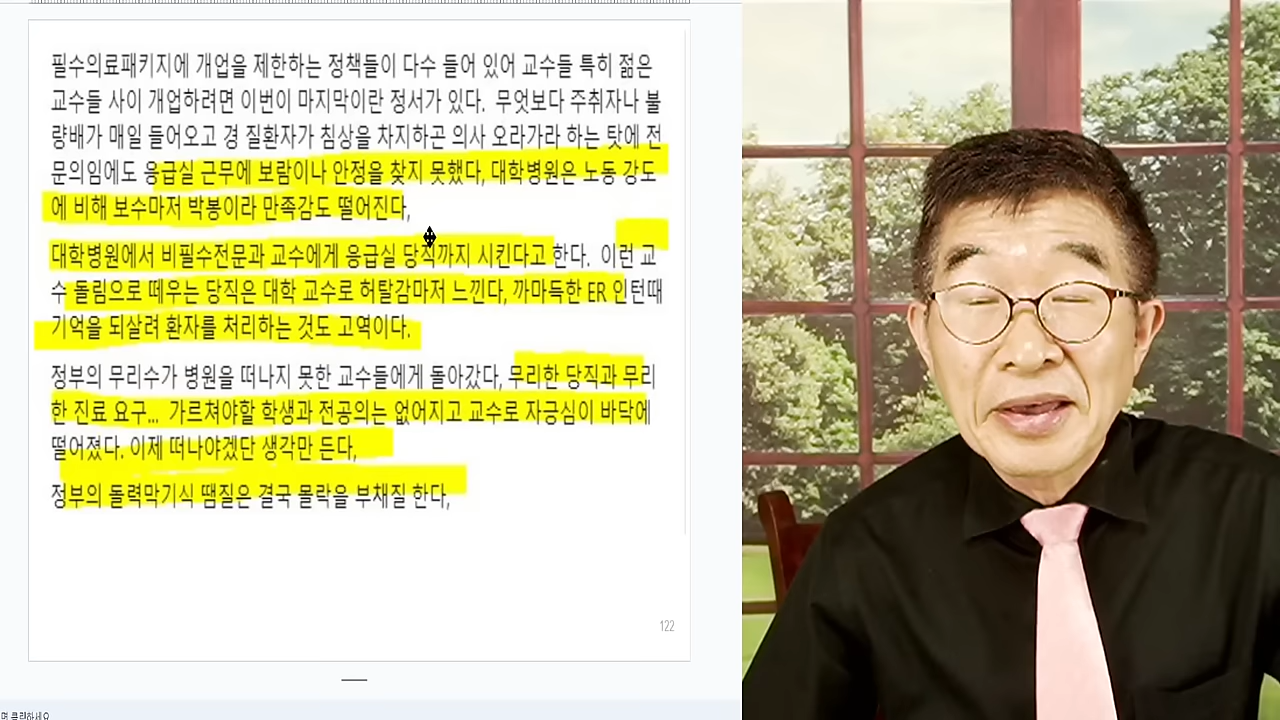 필수의료패키지에 개업을 제한하는 정책들이 다수 들어 있어 교수들 특히 젊은
교수들 사이 개업하려면 이번이 마지막이란 정서가 있다. 무엇보다 주취자나 불
량배가 매일 들어오고 경 질환자가 침상을 차지하곤 의사 오라가라 하는 탓에 전
문의임에도 응급실 근무에 보람이나 안정을 찾지 못했다, 대학병원은 노동 강도
에 비해 보수마저 박봉이라 만족감도 떨어진다,
대학병원에서 비필수전문과 교수에게 응급실 당직까지 시킨다고 한다. 이런 교
수 돌림으로 떼우는 당직은 대학 교수로 허탈감마저 느낀다, 까마득한 ER 인턴때
기억을 되살려 환자를 처리하는 것도 고역이다.
정부의 무리수가 병원을 떠나지 못한 교수들에게 돌아갔다, 무리한 당직과 무리
한 진료 요구... 가르쳐야할 학생과 전공의는 없어지고 교수로 자긍심이 바닥에
떨어졌다. 이제 떠나야겠단 생각만 든다,
정부의 돌력막기식 땜질은 결국 몰락을 부채질 한다,
122